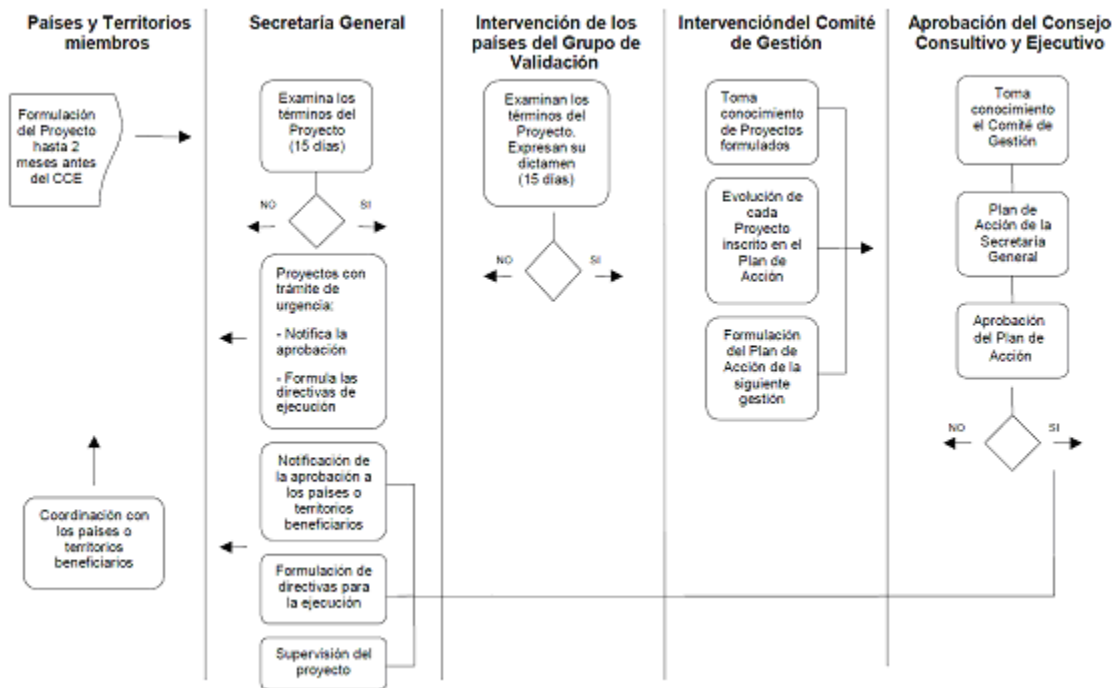 Países y Territorios
miembros
Formulación
del Proyecto
hasta 2
meses antes
del CCE
Coordinación con
los países o
territorios
beneficiarios
Secretaría General
Examina los
términos del
Proyecto
(15 días)
NO
SI
Proyectos con
trámite de
urgencia:
- Notifica la
aprobación
- Formula las
directivas de
ejecución
Notificación de
la aprobación a
los países o
territorios
beneficiarios
Formulación de
directivas para
la ejecución
Supervisión del
proyecto
Intervención de los
países del Grupo de
Validación
Examinan los
términos del
Proyecto.
Expresan su
dictamen
(15 días)
NO
SI
Intervencióndel Comité
de Gestión
Toma
conocimiento
de Proyectos
formulados
Evolución de
cada
Proyecto
inscrito en el
Plan de
Acción
Formulación
del Plan de
Acción de la
siguiente
gestión
Aprobación del Consejo
Consultivo y Ejecutivo
Toma
conocimiento
el Comité de
Gestión
Plan de
Acción de la
Secretaría
General
Aprobación
del Plan de
Acción
NO
SI